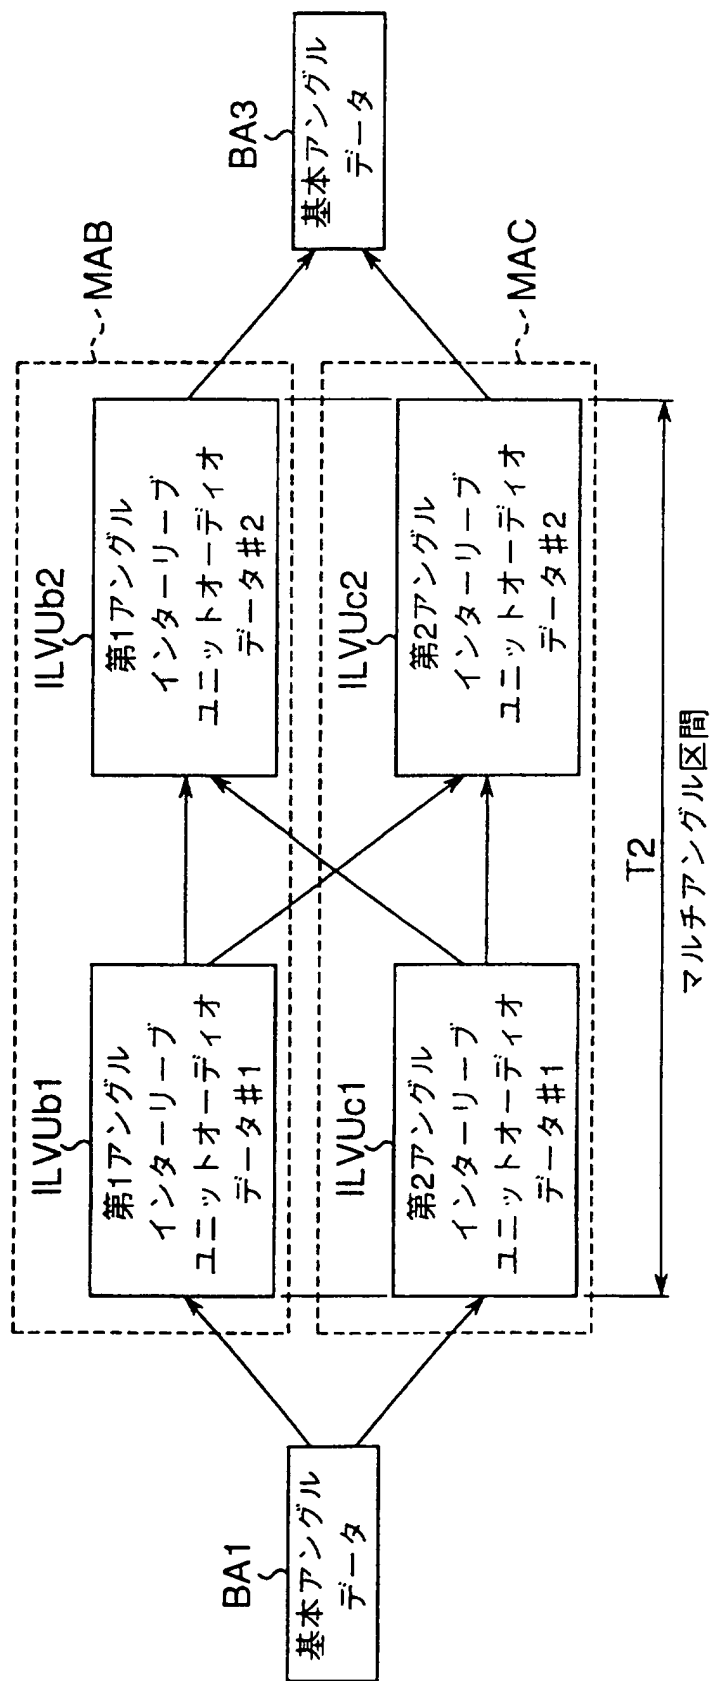 BA1
基本アングル
データ
MAB
ILVUb1
第1アングル
インターリーブ
ユニットオーディオ
データ#1
ILVUb2
第1アングル
インターリーブ
ユニットオーディオ
データ#2
BA3
基本アングル
データ
MAC
ILVUc1
第2アングル
インターリーブ
ユニットオーディオ
データ#1
ILVUc2
第2アングル
インターリーブ
ユニットオーディオ
データ#2
T2
マルチアングル区間